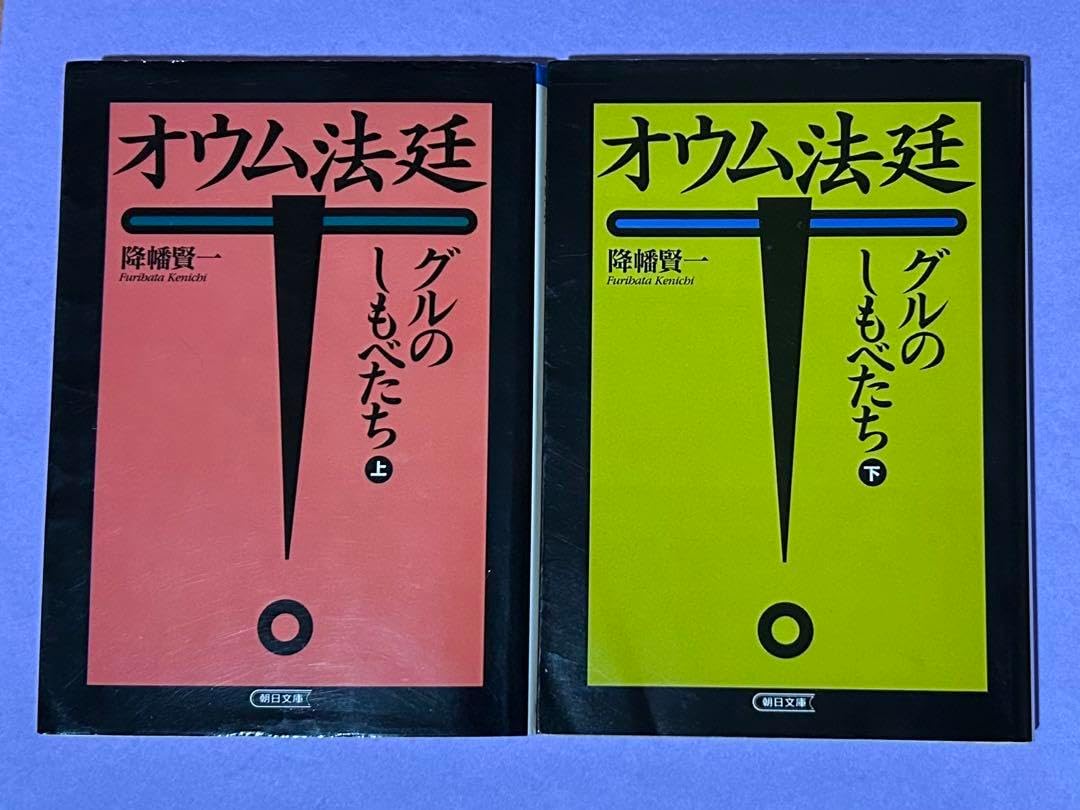 オウム法廷
降幡賢一
Furihata Kenichi
グルの
しもべたち 上
朝日文庫
オウム法廷
降幡賢一
Furihata Kenichi
グルの
しもべたち 下
朝日文庫